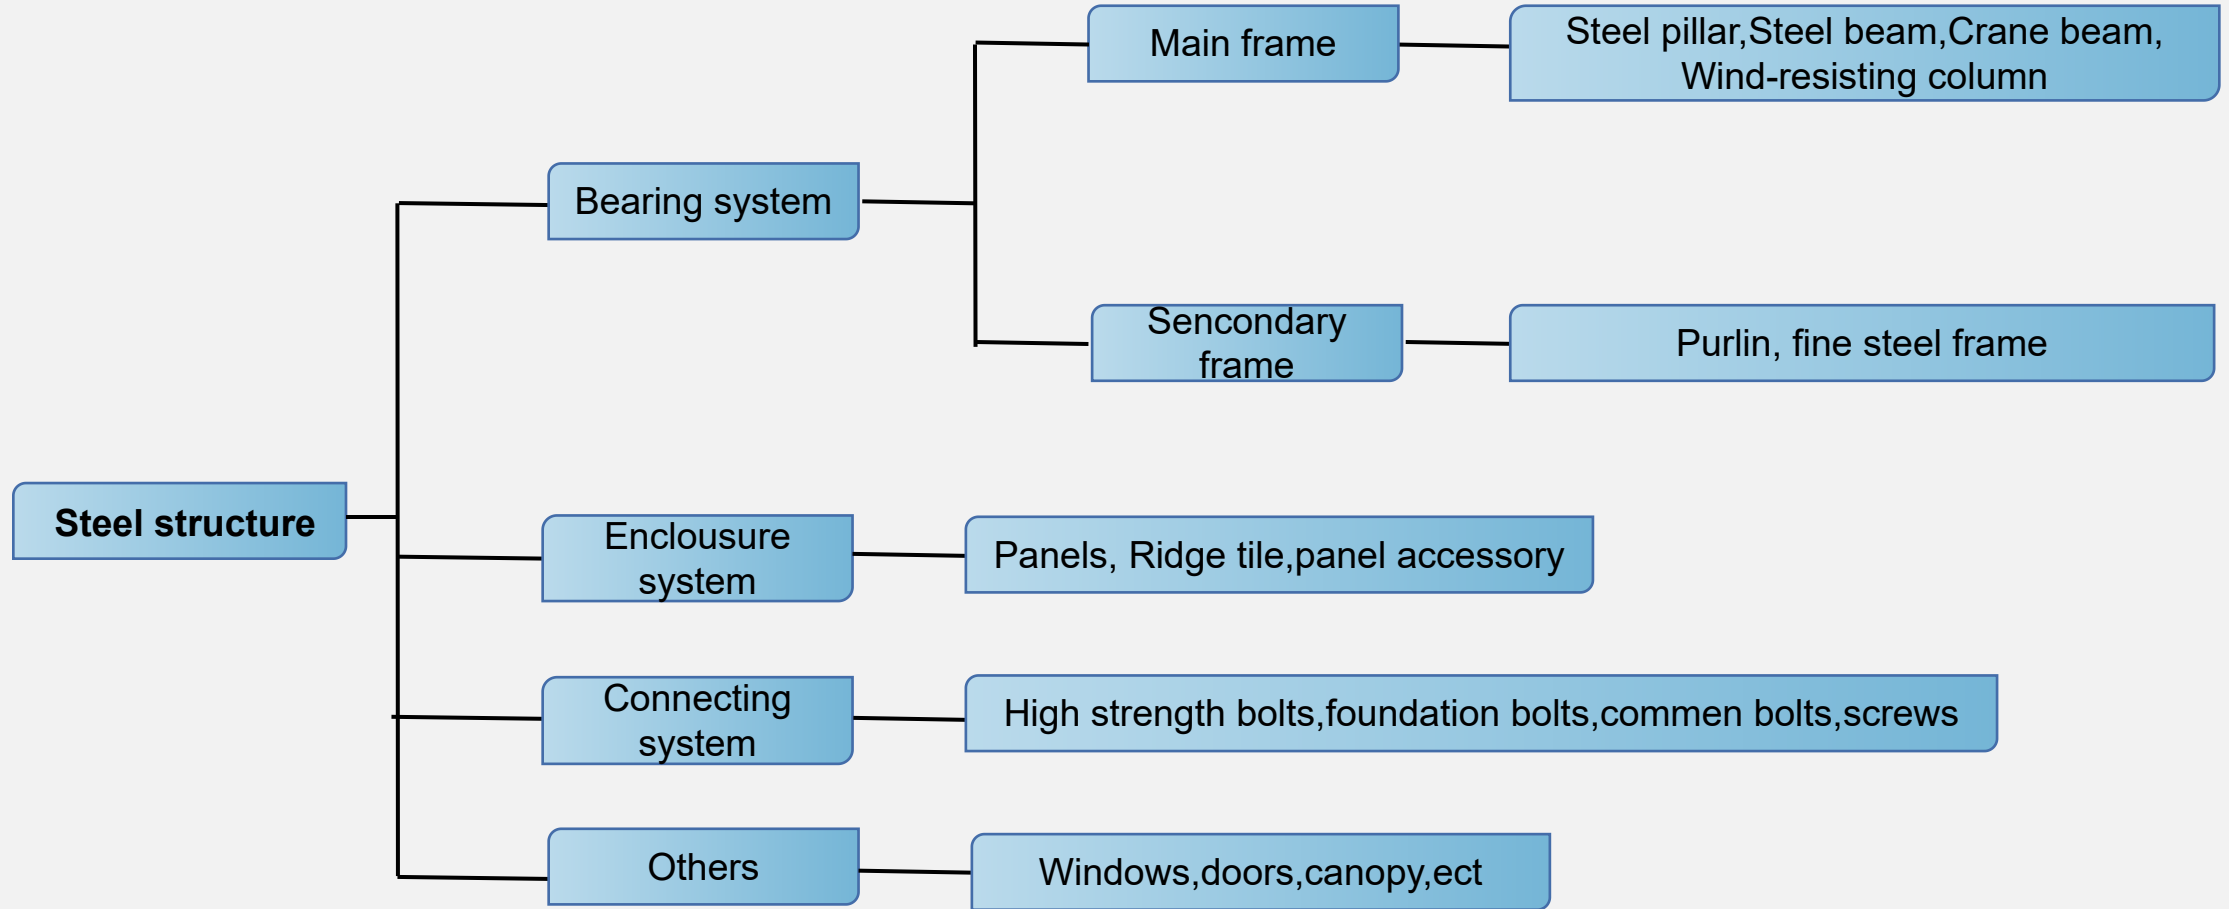 Main frame
Steel pillar,Steel beam,Crane beam,
Wind-resisting column
Bearing system
Sencondary
frame
Purlin, fine steel frame
Steel structure
Enclousure
system
Panels, Ridge tile,panel accessory
Connecting
system
High strength bolts,foundation bolts,commen bolts,screws
Others
Windows,doors,canopy,ect